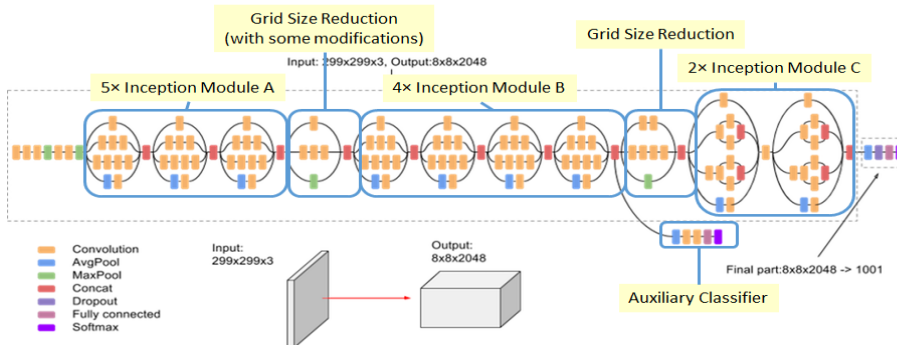 Grid Size Reduction
(with some modifications)
Grid Size Reduction
Input: 299x299x3, Output:8x8x2048
5× Inception Module A
4× Inception Module B
2× Inception Module C
Convolution
AvgPool
MaxPool
Concat
Dropout
Fully connected
Softmax
Input:
299x299x3
Output:
8x8x2048
Final part:8x8x2048 -> 1001
Auxiliary Classifier